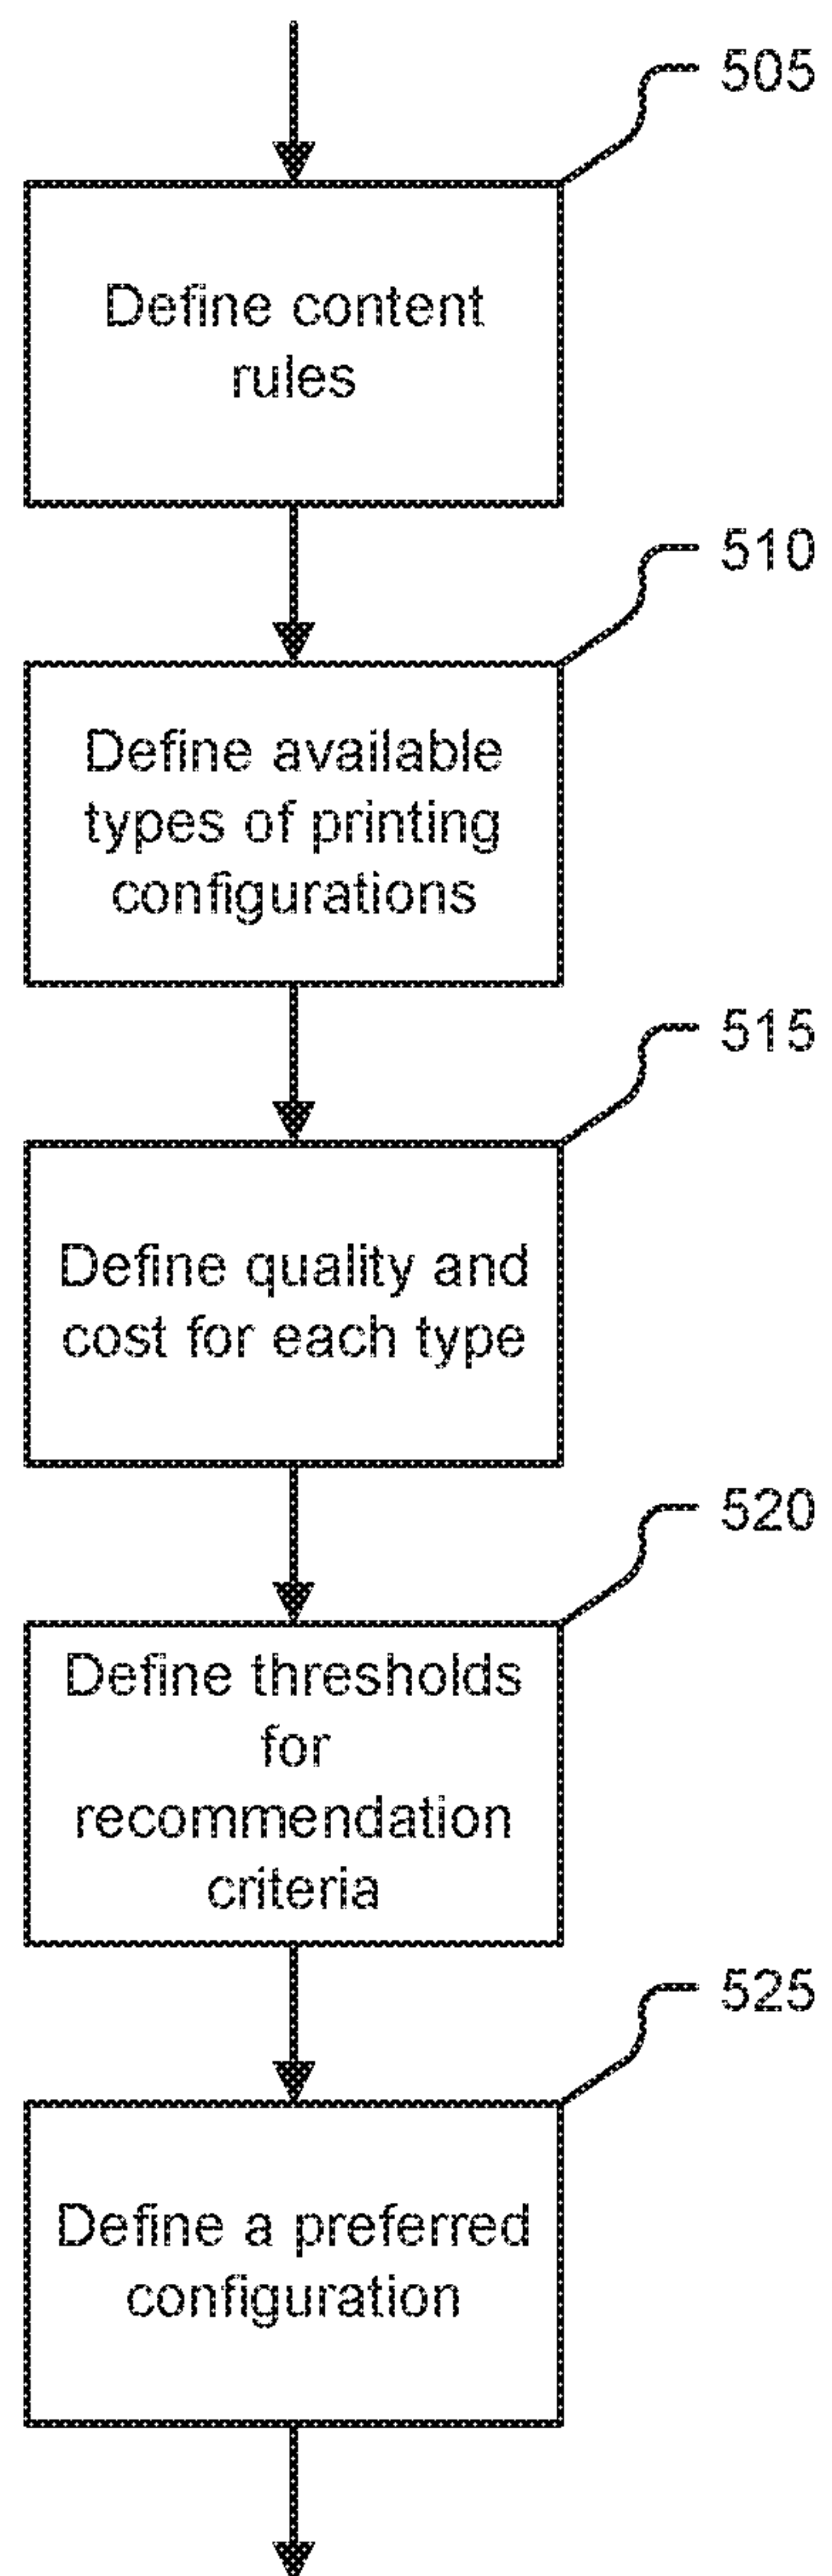 505
Define content
rules
510
Define available
types of printing
configurations
515
Define quality and
cost for each type
520
Define thresholds
for
recommendation
criteria
525
Define a preferred
configuration